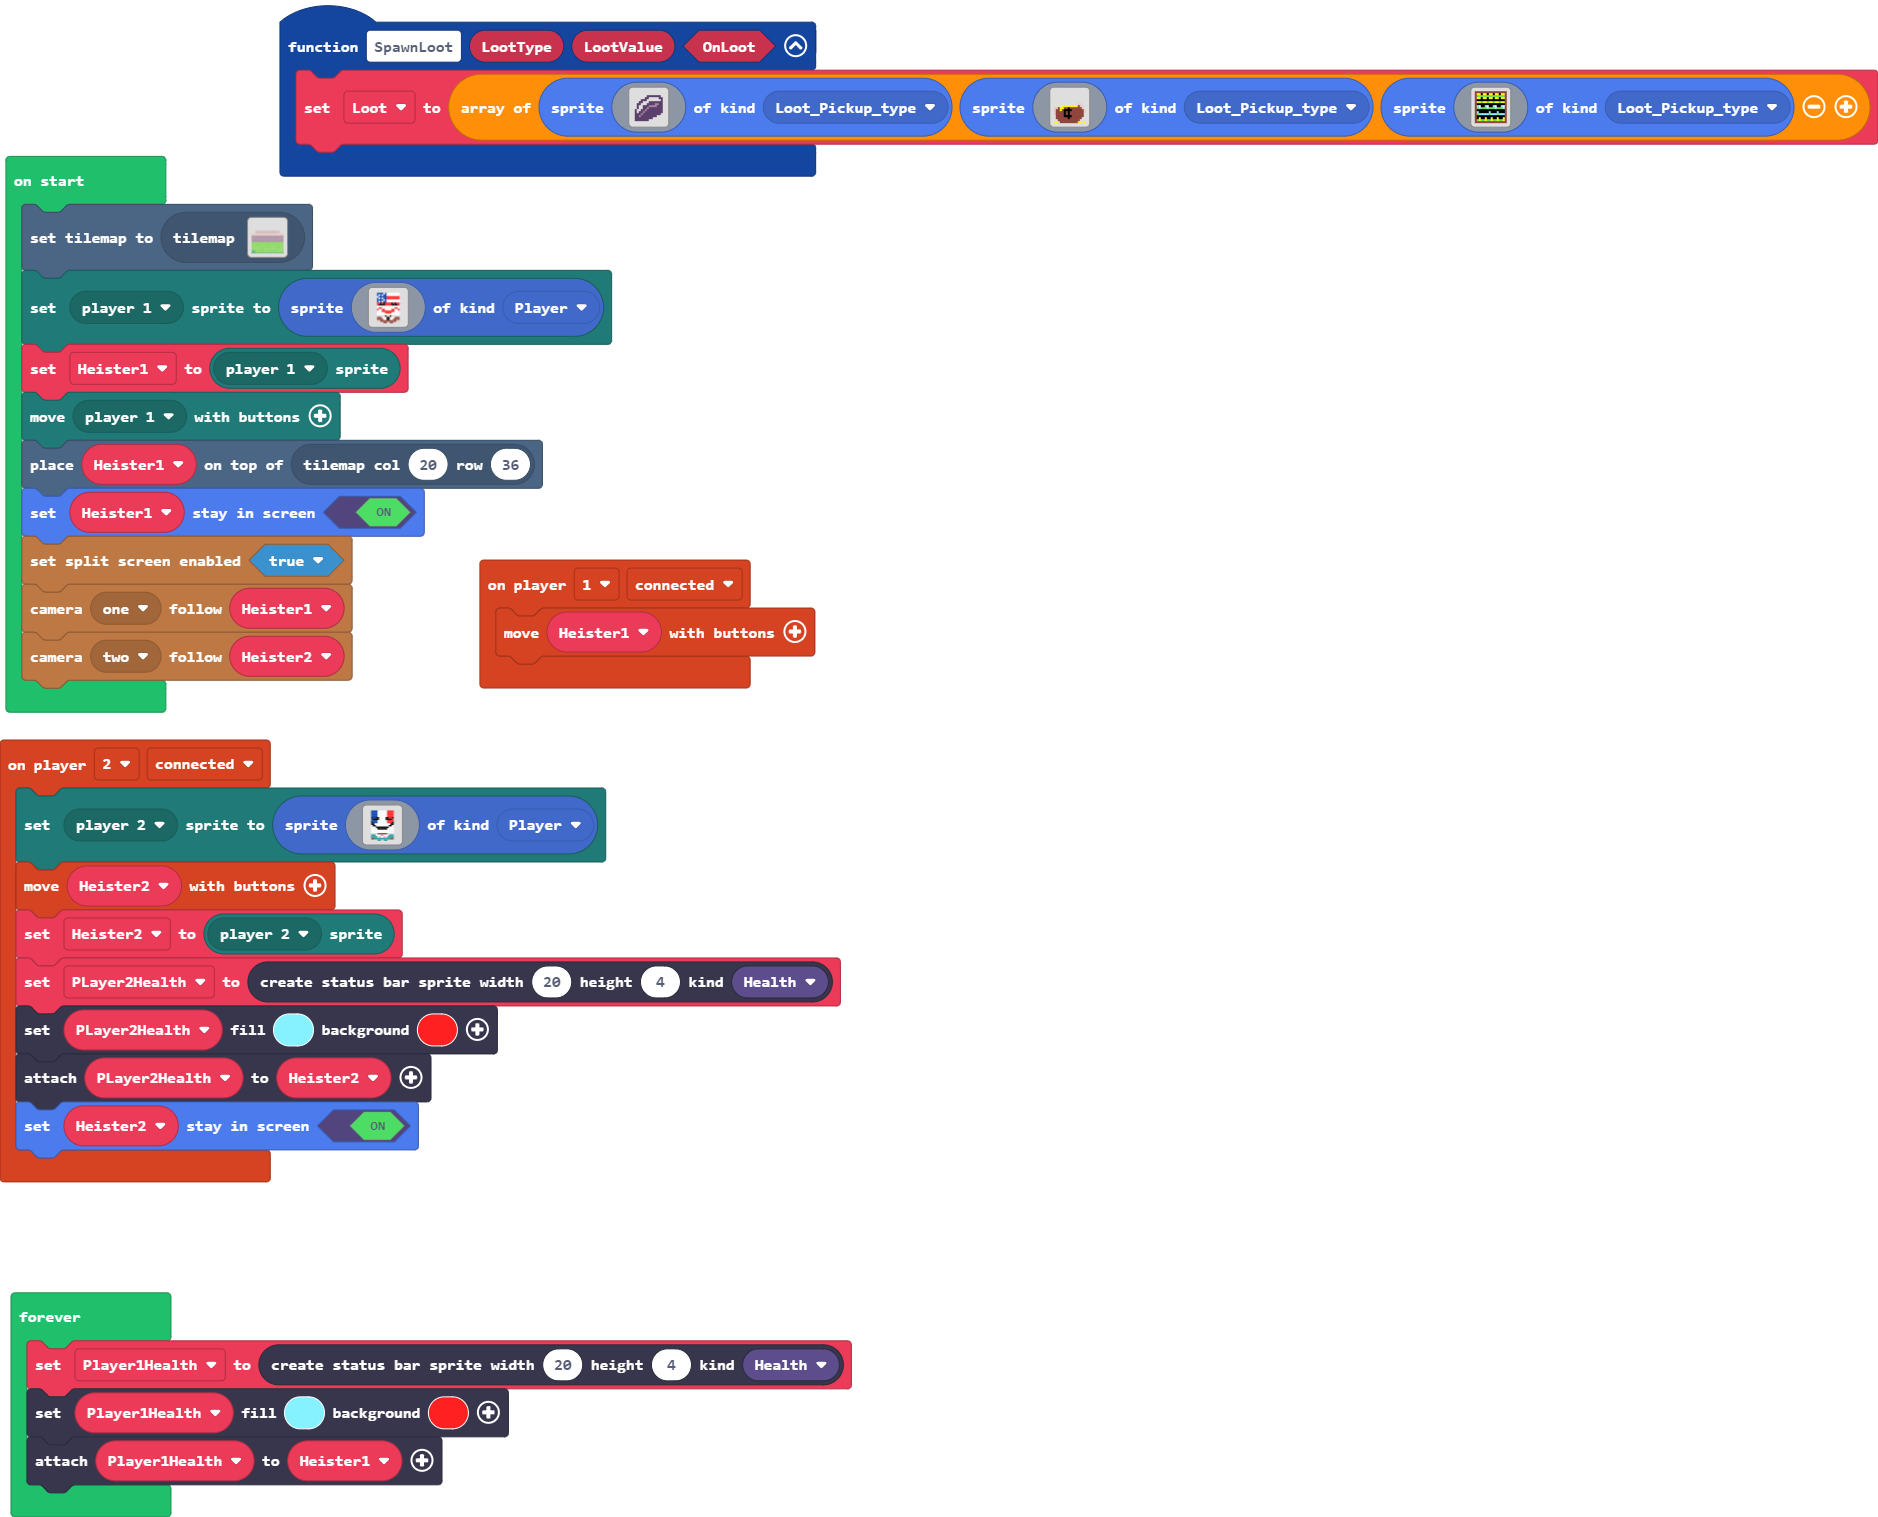 function SpawnLoot LootType LootValue OnLoot
set Loot to array of sprite of kind Loot_Pickup_type sprite of kind Loot_Pickup_type sprite of kind Loot_Pickup_type
on start
set tilemap to tilemap
set player 1 sprite to sprite of kind Player
set Heister1 to player 1 sprite
move player 1 with buttons
place Heister1 on top of tilemap col 20 row 36
set Heister1 stay in screen ON
set split screen enabled true
camera one follow Heister1
camera two follow Heister2
on player 1 connected
move Heister1 with buttons
on player 2 connected
set player 2 sprite to sprite of kind Player
move Heister2 with buttons
set Heister2 to player 2 sprite
set PLayer2Health to create status bar sprite width 20 height 4 kind Health
set PLayer2Health fill background
attach PLayer2Health to Heister2
set Heister2 stay in screen ON
forever
set Player1Health to create status bar sprite width 20 height 4 kind Health
set Player1Health fill background
attach Player1Health to Heister1